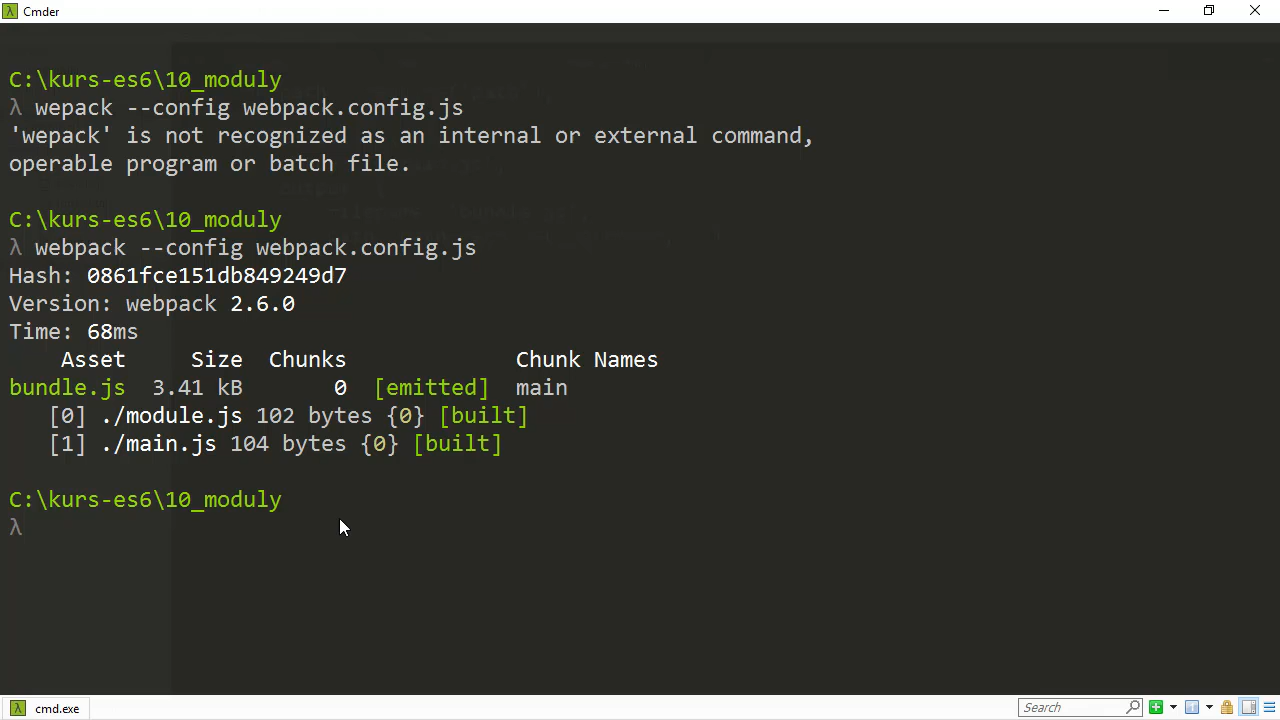 Cmder
C:\kurs-es6\10_moduly
λ wepack --config webpack.config.js
'wepack' is not recognized as an internal or external command,
operable program or batch file.
C:\kurs-es6\10_moduly
λ webpack --config webpack.config.js
Hash: 0861fce151db849249d7
Version: webpack 2.6.0
Time: 68ms
Asset Size Chunks Chunk Names
bundle.js 3.41 kB 0 [emitted] main
[0] ./module.js 102 bytes {0} [built]
[1] ./main.js 104 bytes {0} [built]
C:\kurs-es6\10_moduly
λ
cmd.exe
Search